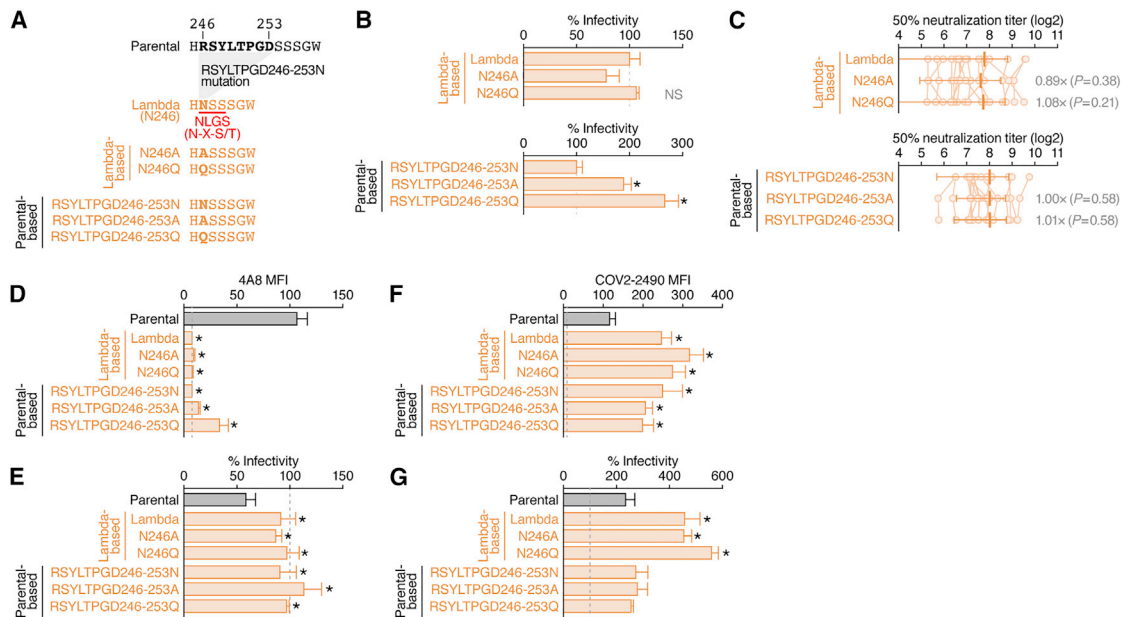 A
246 253
Parental HRSYLTPGDSSSGW
RSYLTPGD246-253N
mutation
Lambda
(N246)
HNSSSGW
NLGS
(N-X-S/T)
Lambda-
based
N246A HASSSGW
N246Q HQSSSGW
Parental-
based
RSYLTPGD246-253N HNSSSGW
RSYLTPGD246-253A HASSSGW
RSYLTPGD246-253Q HQSSSGW
B
% Infectivity
0 50 100 150
Lambda-
based
Lambda
N246A
N246Q
NS
0 100 200 300
Parental-
based
RSYLTPGD246-253N
RSYLTPGD246-253A *
RSYLTPGD246-253Q *
C
50% neutralization titer (log2)
4 5 6 7 8 9 10 11
Lambda-
based
Lambda
N246A 0.89× (P=0.38)
N246Q 1.08× (P=0.21)
50% neutralization titer (log2)
4 5 6 7 8 9 10 11
Parental-
based
RSYLTPGD246-253N
RSYLTPGD246-253A 1.00× (P=0.58)
RSYLTPGD246-253Q 1.01× (P=0.58)
D
4A8 MFI
0 50 100 150
Parental
Lambda-
based
Lambda *
N246A *
N246Q *
Parental-
based
RSYLTPGD246-253N *
RSYLTPGD246-253A *
RSYLTPGD246-253Q *
F
COV2-2490 MFI
0 100 200 300 400
Parental
Lambda-
based
Lambda *
N246A *
N246Q *
Parental-
based
RSYLTPGD246-253N *
RSYLTPGD246-253A *
RSYLTPGD246-253Q *
E
% Infectivity
0 50 100 150
Parental
Lambda-
based
Lambda *
N246A *
N246Q *
Parental-
based
RSYLTPGD246-253N *
RSYLTPGD246-253A *
RSYLTPGD246-253Q *
G
% Infectivity
0 200 400 600
Parental
Lambda-
based
Lambda *
N246A *
N246Q *
Parental-
based
RSYLTPGD246-253N
RSYLTPGD246-253A
RSYLTPGD246-253Q